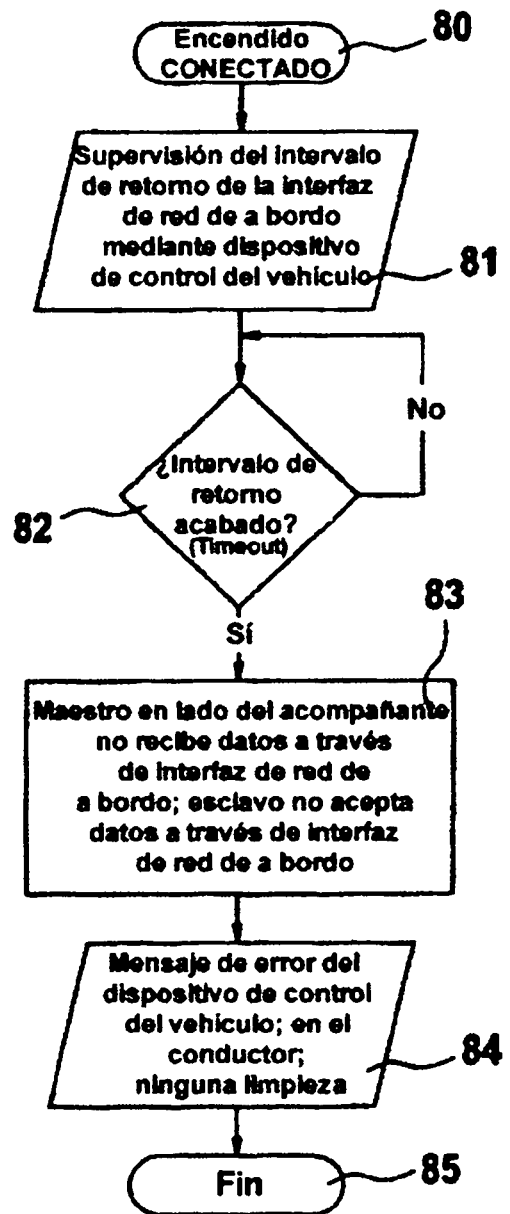 Encendido
CONECTADO
80
Supervisión del intervalo
de retorno de la interfaz
de red de a bordo
mediante dispositivo
de control del vehículo
81
No
¿Intervalo de
retorno
acabado?
(Timeout)
82
Sí
83
Maestro en lado del acompañante
no recibe datos a través
de interfaz de red de
a bordo; esclavo no acepta
datos a través de interfaz
de red de a bordo
Mensaje de error del
dispositivo de control
del vehículo; en el
conductor;
ninguna limpieza
84
Fin
85